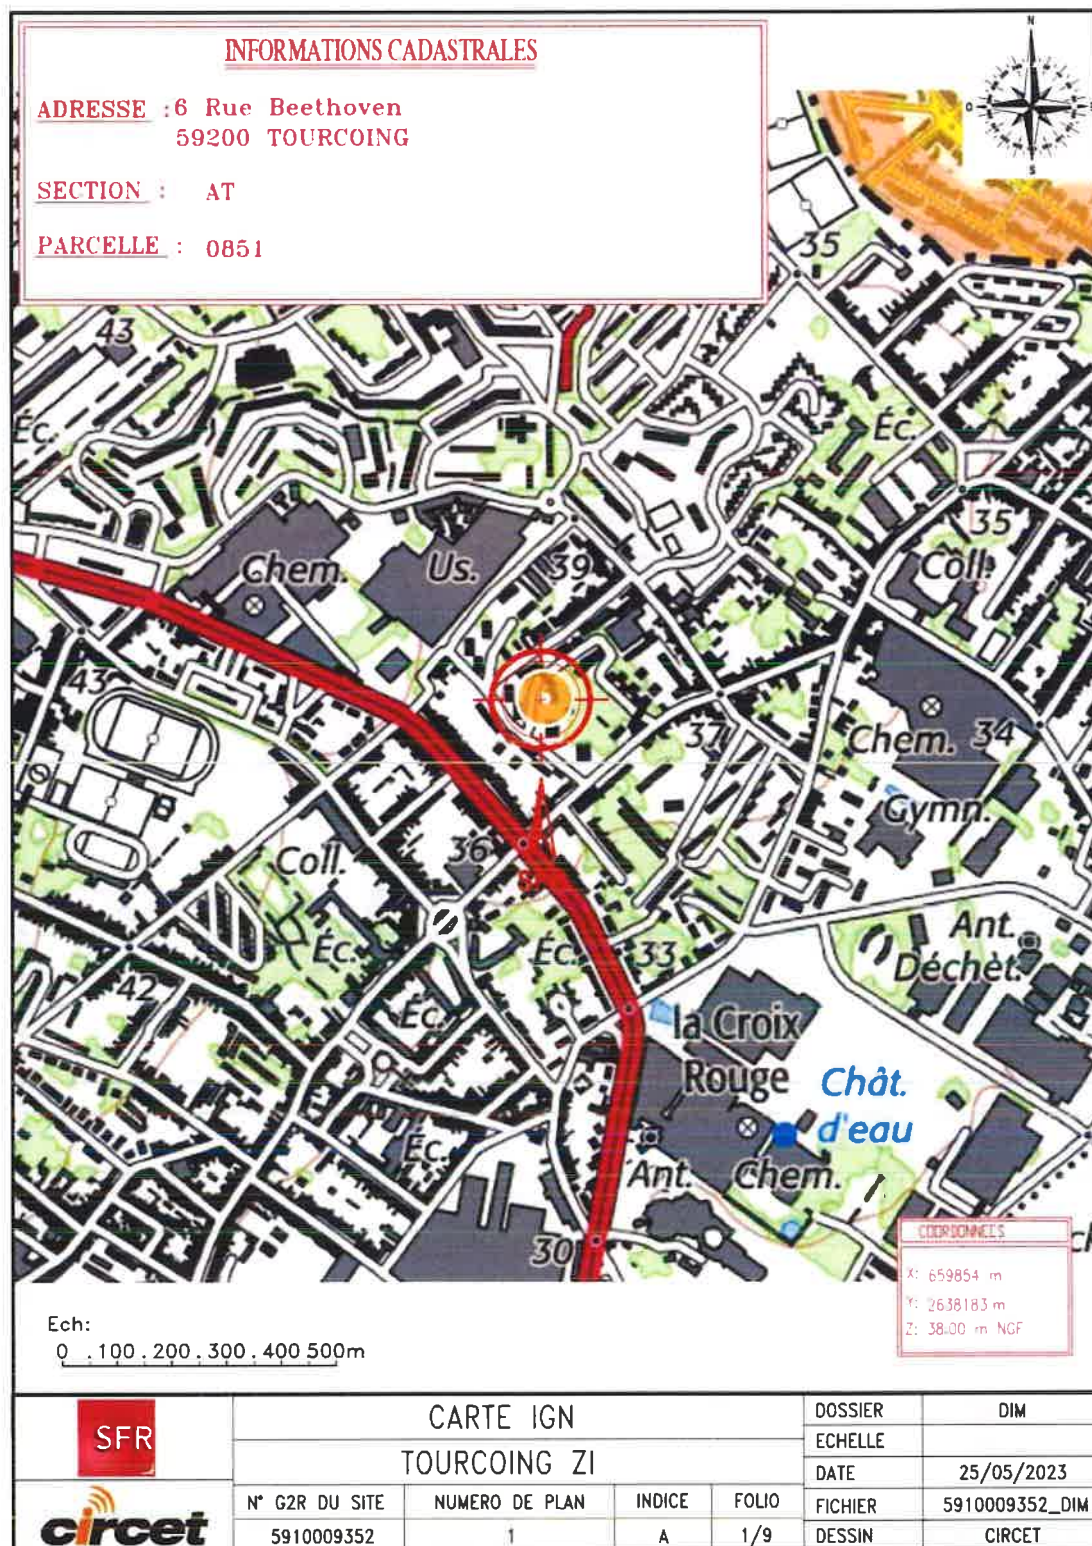 INFORMATIONS CADASTRALES
ADRESSE : 6 Rue Beethoven
59200 TOURCOING
SECTION : AT
PARCELLE : 0851
N
O
S
35
43
Éc.
Éc.
35
Chem.
Us.
39
Coll.
43
37
Chem.
34
Gymn.
Coll.
36
Ant.
Déchèt.
Éc.
Éc.
33
42
Éc.
la Croix
Rouge
Chât.
d'eau
Éc.
Ant.
Chem.
30
COORDONNEES
X: 659854 m
Y: 2638183 m
Z: 38.00 m NGF
Ech:
0 .100.200.300.400 500m
SFR
circet
CARTE IGN
TOURCOING ZI
N° G2R DU SITE
NUMERO DE PLAN
INDICE
FOLIO
5910009352
1
A
1/9
DOSSIER
DIM
ECHELLE
DATE
25/05/2023
FICHIER
5910009352_DIM
DESSIN
CIRCET